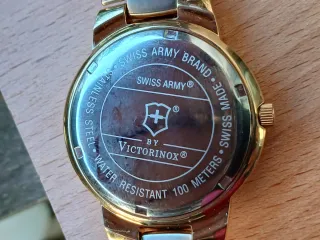 SWISS ARMY BRAND • SWISS MADE • WATER RESISTANT 100 METERS • STAINLESS STEEL •
SWISS ARMY®
®
BY
VICTORINOX®